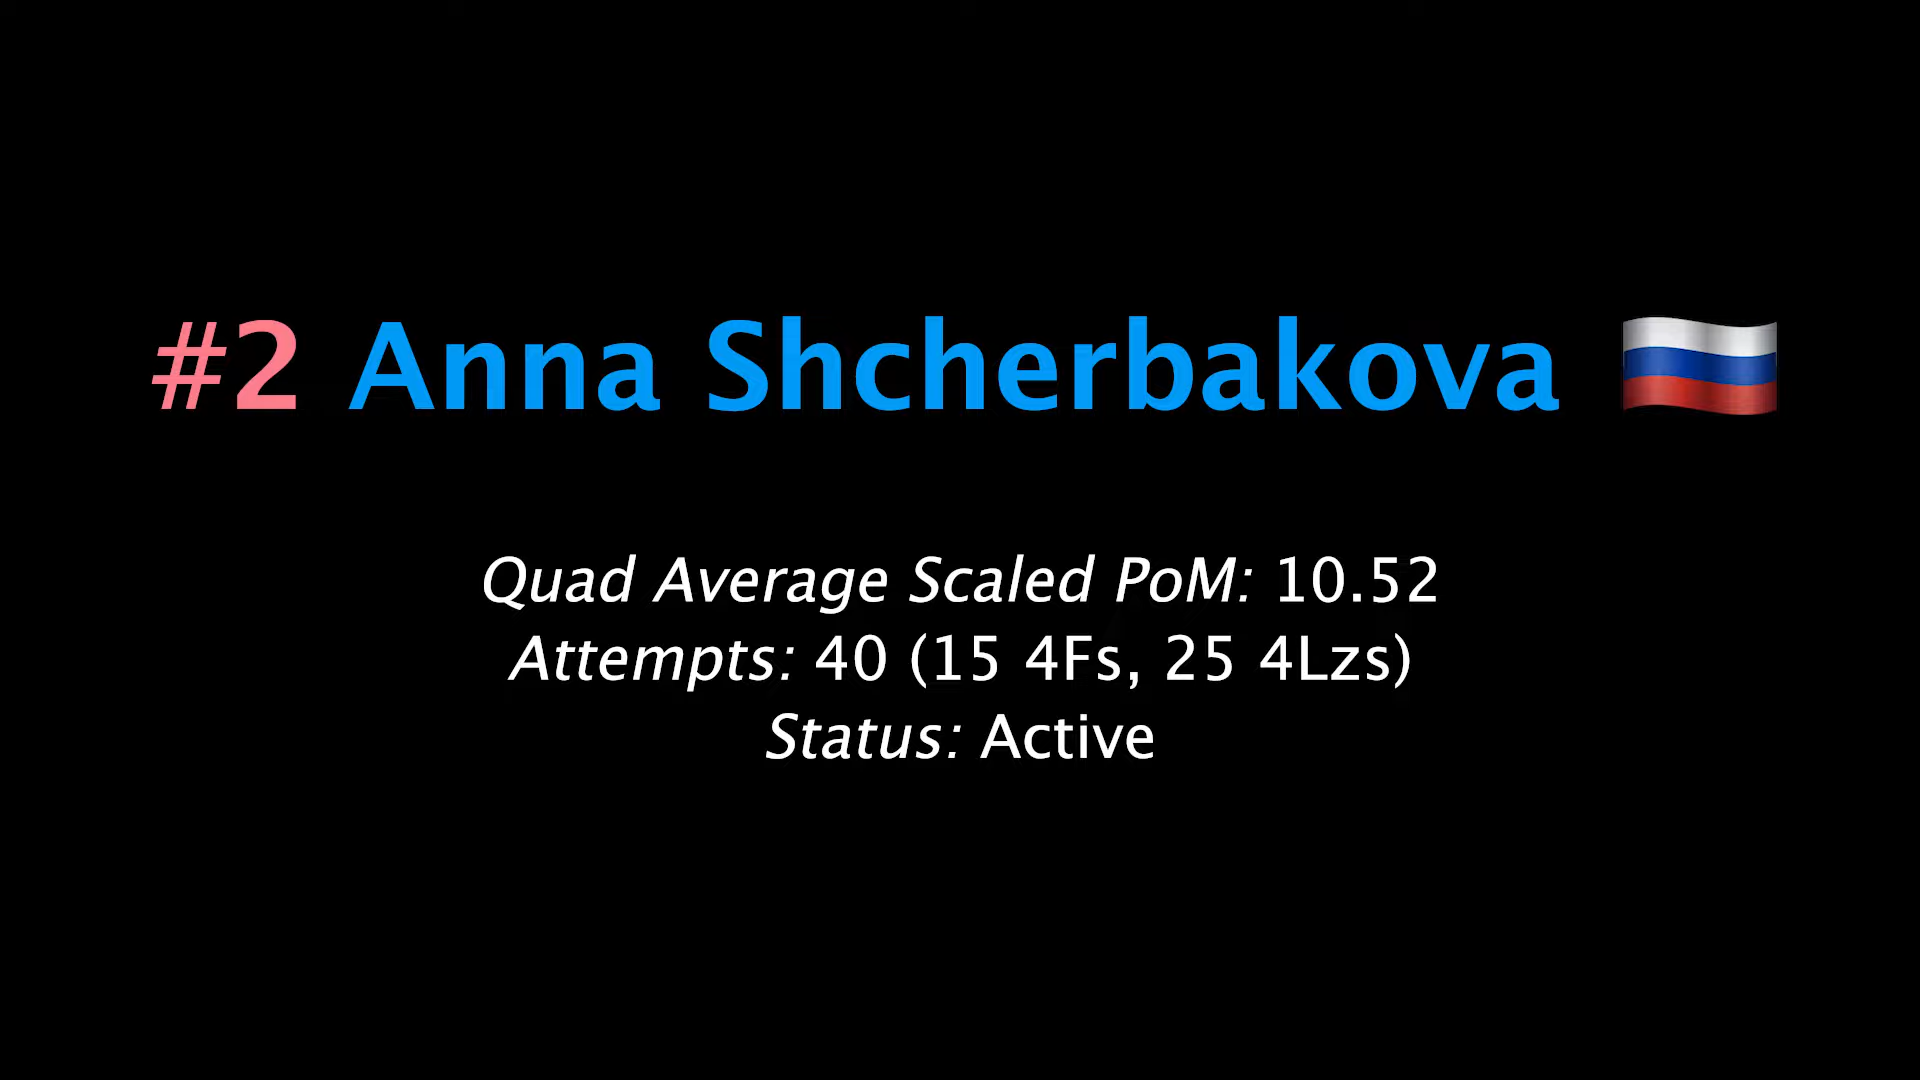 #2 Anna Shcherbakova 🇷🇺
Quad Average Scaled PoM: 10.52
Attempts: 40 (15 4Fs, 25 4Lzs)
Status: Active